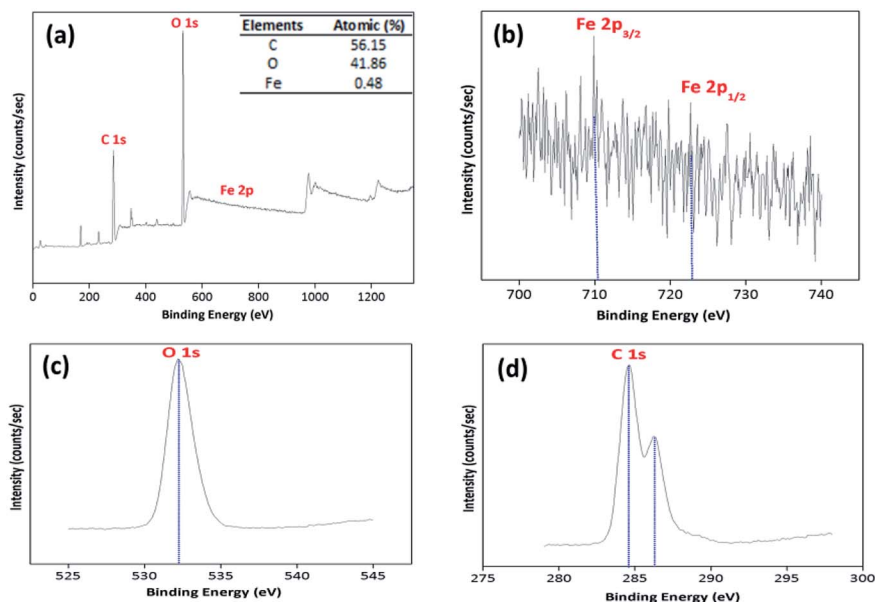 (a)
O 1s
Elements Atomic (%)
C 56.15
O 41.86
Fe 0.48
C 1s
Fe 2p
Intensity (counts/sec)
0 200 400 600 800 1000 1200
Binding Energy (eV)
(b)
Fe 2p3/2
Fe 2p1/2
Intensity (counts/sec)
700 710 720 730 740
Binding Energy (eV)
(c)
O 1s
Intensity (counts/sec)
525 530 535 540 545
Binding Energy (eV)
(d)
C 1s
Intensity (counts/sec)
275 280 285 290 295 300
Binding Energy (eV)